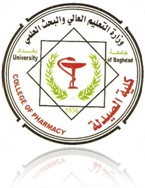 وزارة التعليم العالي والبحث العلمي
جامعة بغداد
University of Baghdad
كلية الصيدلة
COLLEGE OF PHARMACY